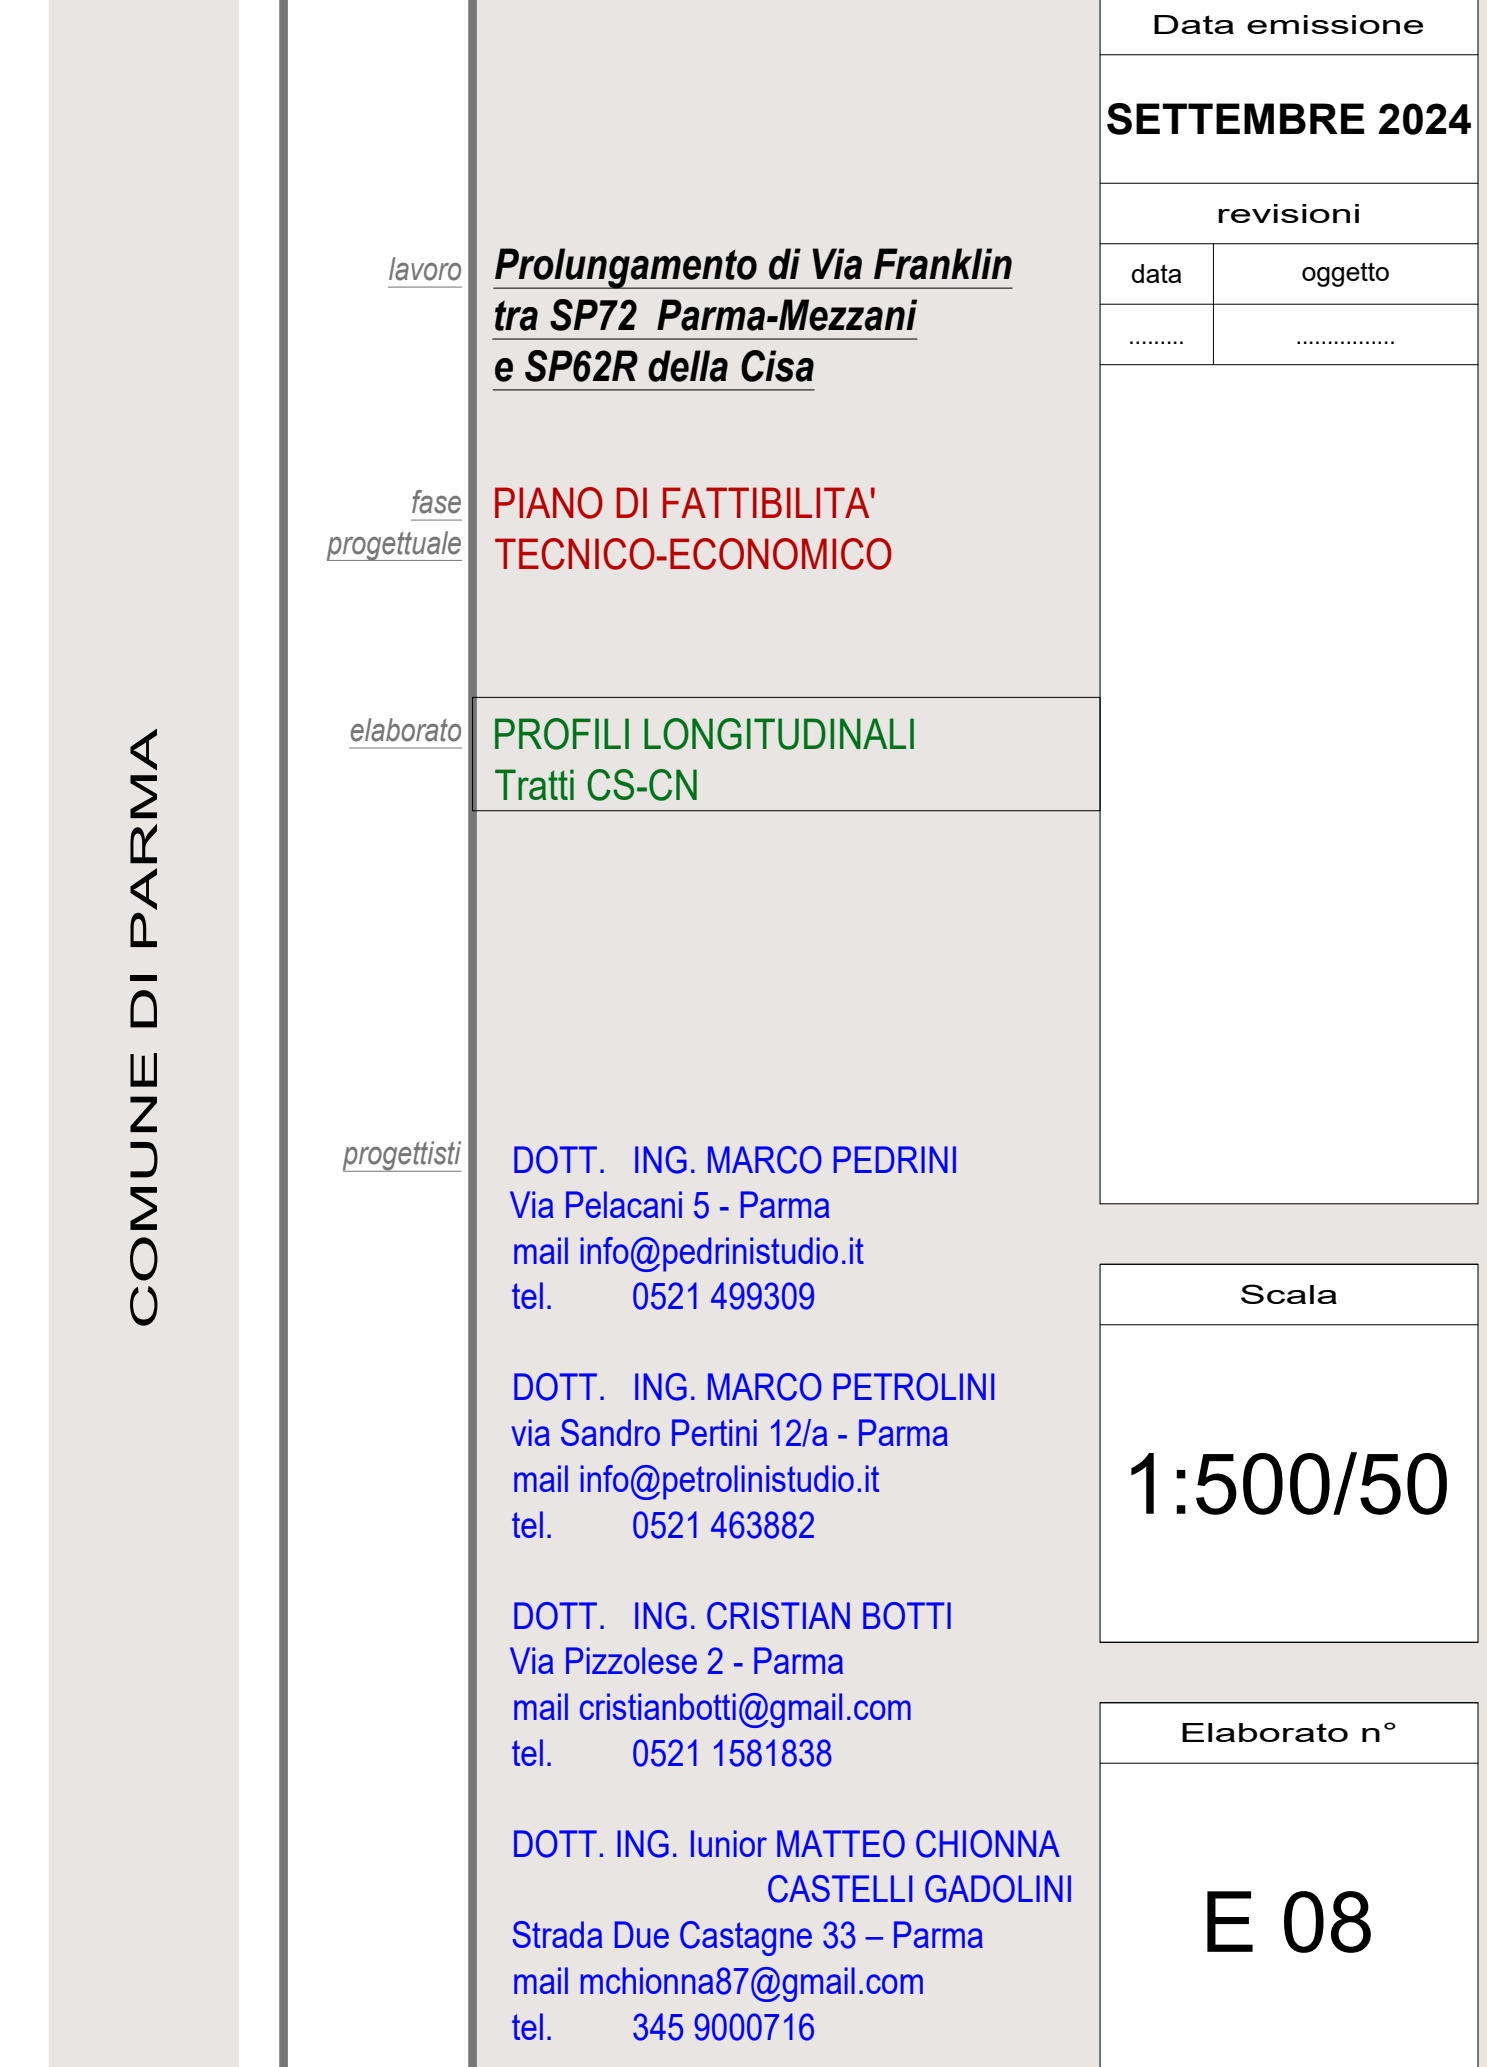 COMUNE DI PARMA
lavoro
Prolungamento di Via Franklin
tra SP72  Parma-Mezzani
e SP62R della Cisa
fase
progettuale
PIANO DI FATTIBILITA'
TECNICO-ECONOMICO
elaborato
PROFILI LONGITUDINALI
Tratti CS-CN
progettisti
DOTT.   ING. MARCO PEDRINI
Via Pelacani 5 - Parma
mail info@pedrinistudio.it
tel.         0521 499309
DOTT.   ING. MARCO PETROLINI
via Sandro Pertini 12/a - Parma
mail info@petrolinistudio.it
tel.         0521 463882
DOTT.   ING. CRISTIAN BOTTI
Via Pizzolese 2 - Parma
mail cristianbotti@gmail.com
tel.         0521 1581838
DOTT. ING. Iunior MATTEO CHIONNA
CASTELLI GADOLINI
Strada Due Castagne 33 – Parma
mail mchionna87@gmail.com
tel.         345 9000716
Data emissione
SETTEMBRE 2024
revisioni
data oggetto
......... ................
Scala
1:500/50
Elaborato n°
E 08